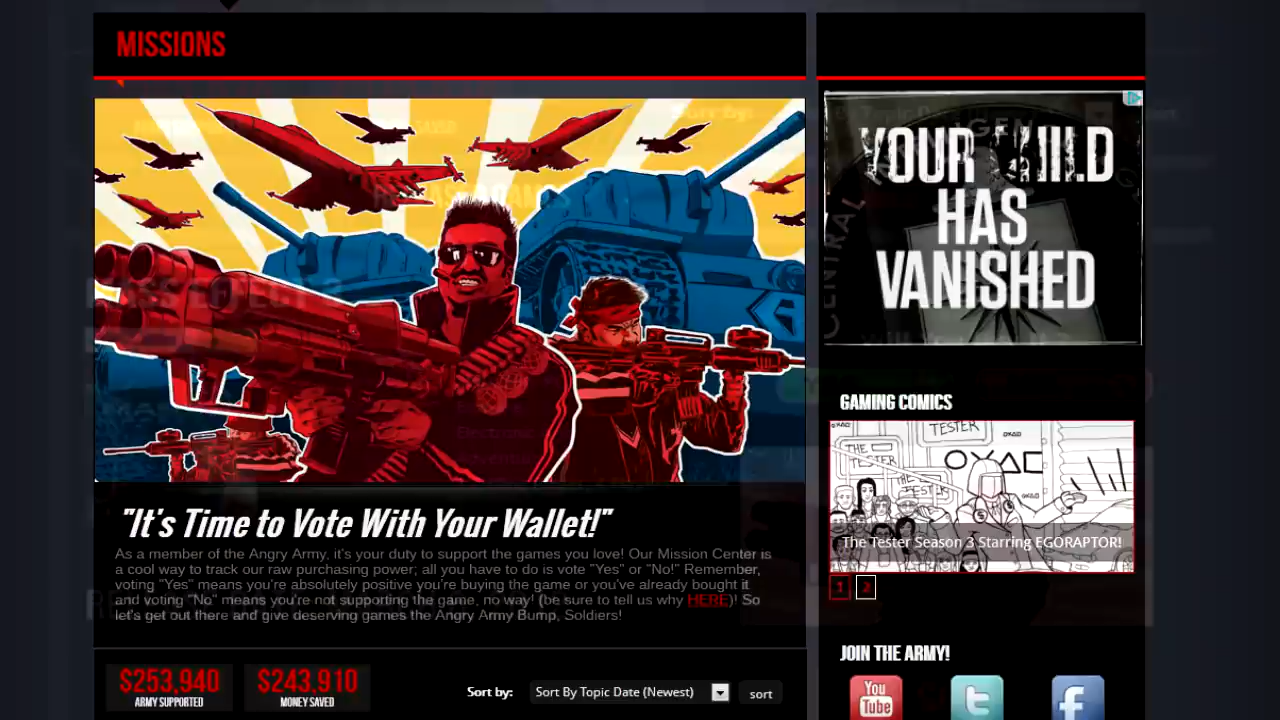 MISSIONS
YOUR
HAS
VANISHED
GAMING COMICS
TESTER
THE
TESTER
THE
TESTER
The Tester Season 3 Starring EGORAPTOR!
1 2
"It's Time to Vote With Your Wallet!"
As a member of the Angry Army, it's your duty to support the games you love! Our Mission Center is
a cool way to track our raw purchasing power; all you have to do is vote "Yes" or "No!" Remember,
voting "Yes" means you're absolutely positive you're buying the game or you've already bought it
and voting "No" means you're not supporting the game, no way! (be sure to tell us why HERE)! So
let's get out there and give deserving games the Angry Army Bump, Soldiers!
JOIN THE ARMY!
$253,940 $243,910
ARMY SUPPORTED MONEY SAVED
Sort by: Sort By Topic Date (Newest) sort
You
Tube